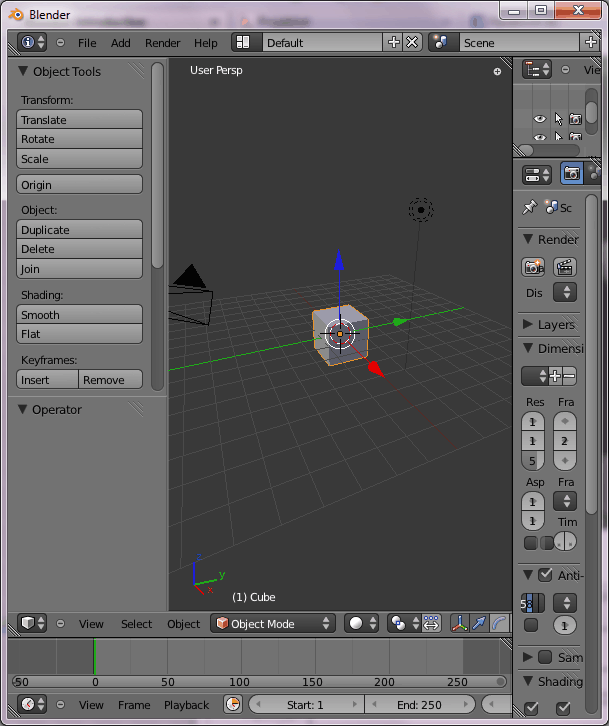 Blender
File Add Render Help Default Scene
Object Tools
User Persp
Vie
Transform:
Translate
Rotate
Scale
Origin
Object:
Duplicate
Delete
Join
Shading:
Smooth
Flat
Keyframes:
Insert Remove
Operator
Sc
Render
Dis
Layers
Dimensi
Res Fra
1
1 2
5
Asp Fra
1
1 Tim
Anti-
5 8
1
Sam
Shading
z
y
x
(1) Cube
View Select Object Object Mode
-50 0 50 100 150 200 250
View Frame Playback Start: 1 End: 250